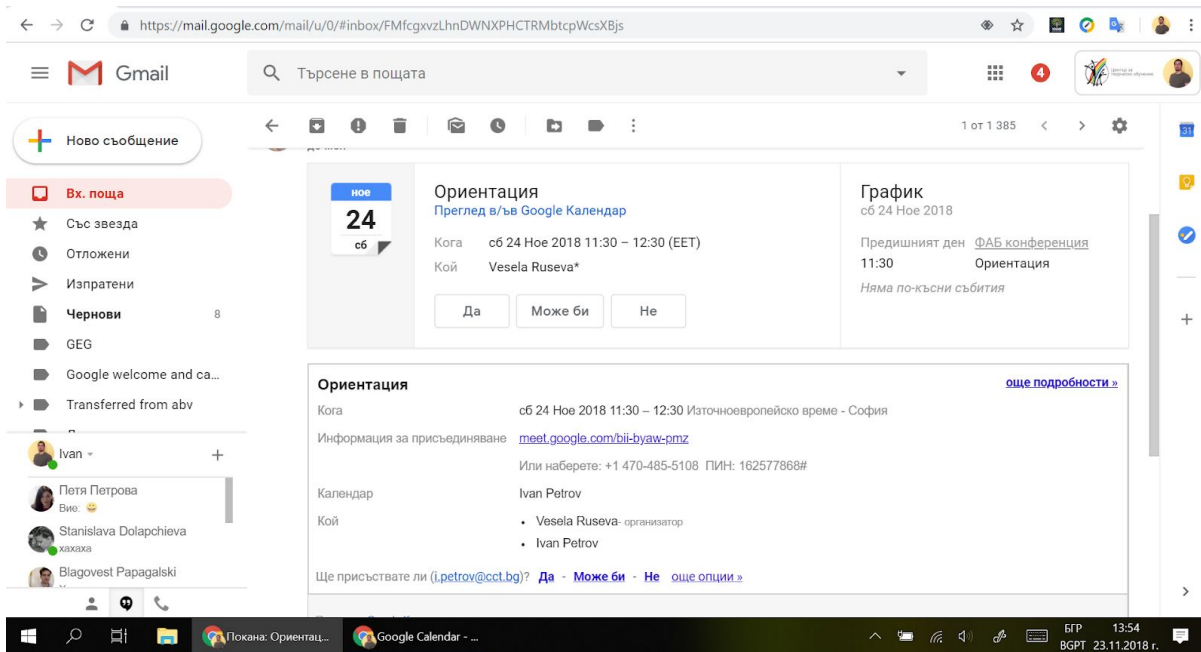 https://mail.google.com/mail/u/0/#inbox/FMfcgxvzLhnDWNXPHCTRMbtcpWcsXBjs
Gmail
Търсене в пощата
4
Ново съобщение
1 от 1 385
Вх. поща
Със звезда
Отложени
Изпратени
Чернови 8
GEG
Google welcome and ca...
Transferred from abv
Ivan
Петя Петрова
Вие: 😀
Stanislava Dolapchieva
хахаха
Blagovest Papagalski
до мен
ное
24
сб
Ориентация
Преглед в/ъв Google Календар
Кога сб 24 Ное 2018 11:30 – 12:30 (EET)
Кой Vesela Ruseva*
Да Може би Не
График
сб 24 Ное 2018
Предишният ден ФАБ конференция
11:30 Ориентация
Няма по-късни събития
31
Ориентация още подробности »
Кога сб 24 Ное 2018 11:30 – 12:30 Източноевропейско време - София
Информация за присъединяване meet.google.com/bii-byaw-pmz
Или наберете: +1 470-485-5108 ПИН: 162577868#
Календар Ivan Petrov
Кой • Vesela Ruseva- организатор
• Ivan Petrov
Ще присъствате ли (i.petrov@cct.bg)? Да - Може би - Не още опции »
Покана: Ориентац...
Google Calendar - ...
БГР 13:54
BGPT 23.11.2018 г.